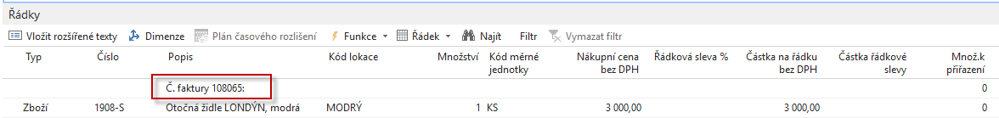 Řádky
Vložit rozšířené texty Dimenze Plán časového rozlišení Funkce Řádek Najít Filtr Vymazat filtr
Typ Číslo Popis Kód lokace Množství Kód měrné jednotky Nákupní cena bez DPH Řádková sleva % Částka na řádku bez DPH Částka řádkové slevy Množ.k přiřazení
Č. faktury 108065: 0
Zboží 1908-S Otočná židle LONDÝN, modrá MODRÝ 1 KS 3 000,00 3 000,00 0